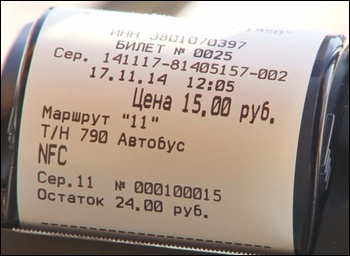 ИНН 3801070397
БИЛЕТ № 0025
Сер. 141117-81405157-002
17.11.14 12:05
Цена 15,00 руб.
Маршрут "11"
Т/Н 790 Автобус
NFC
Сер.11 № 000100015
Остаток 24.00 руб.